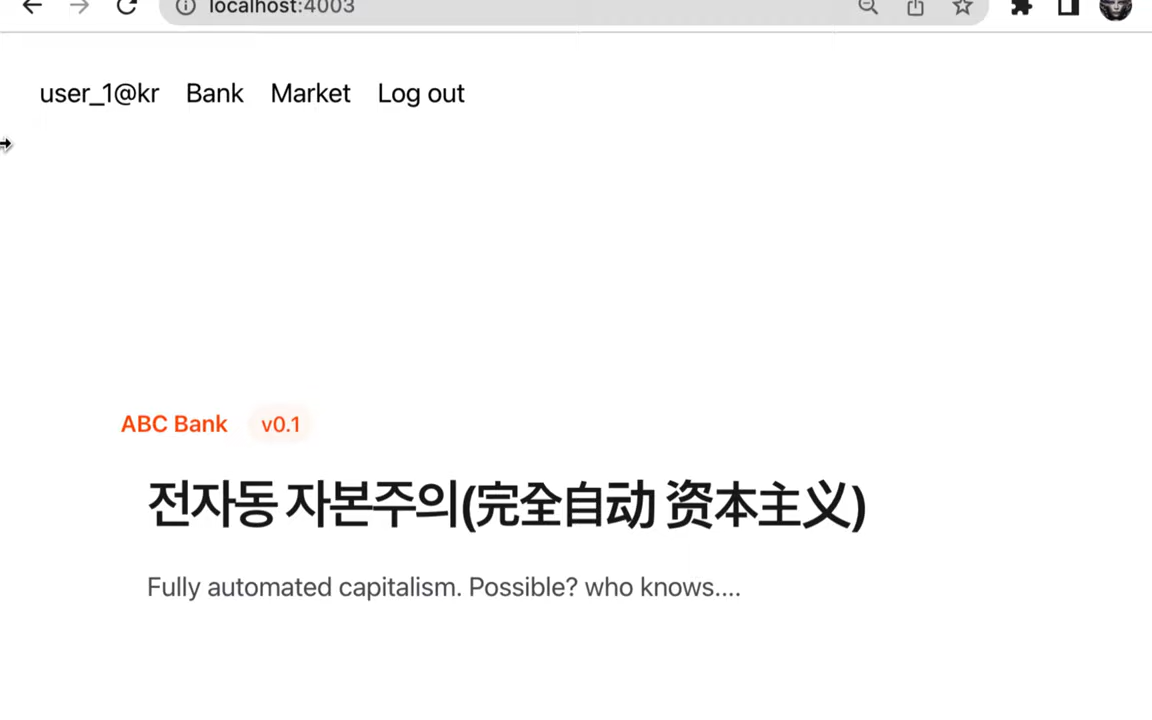 localhost:4003
user_1@kr Bank Market Log out
ABC Bank v0.1
전자동 자본주의(完全自动 资本主义)
Fully automated capitalism. Possible? who knows....